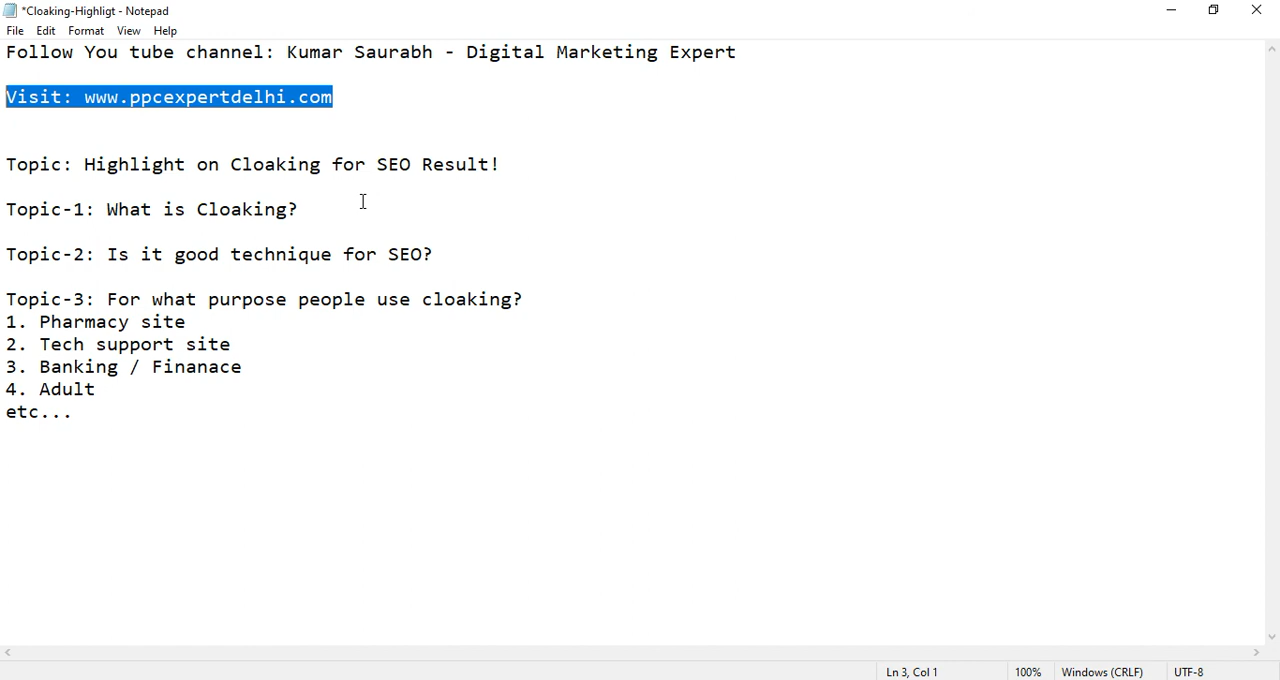 *Cloaking-Highligt - Notepad
File Edit Format View Help
Follow You tube channel: Kumar Saurabh - Digital Marketing Expert
Visit: www.ppcexpertdelhi.com
Topic: Highlight on Cloaking for SEO Result!
Topic-1: What is Cloaking?
Topic-2: Is it good technique for SEO?
Topic-3: For what purpose people use cloaking?
1. Pharmacy site
2. Tech support site
3. Banking / Finanace
4. Adult
etc...
Ln 3, Col 1 100% Windows (CRLF) UTF-8